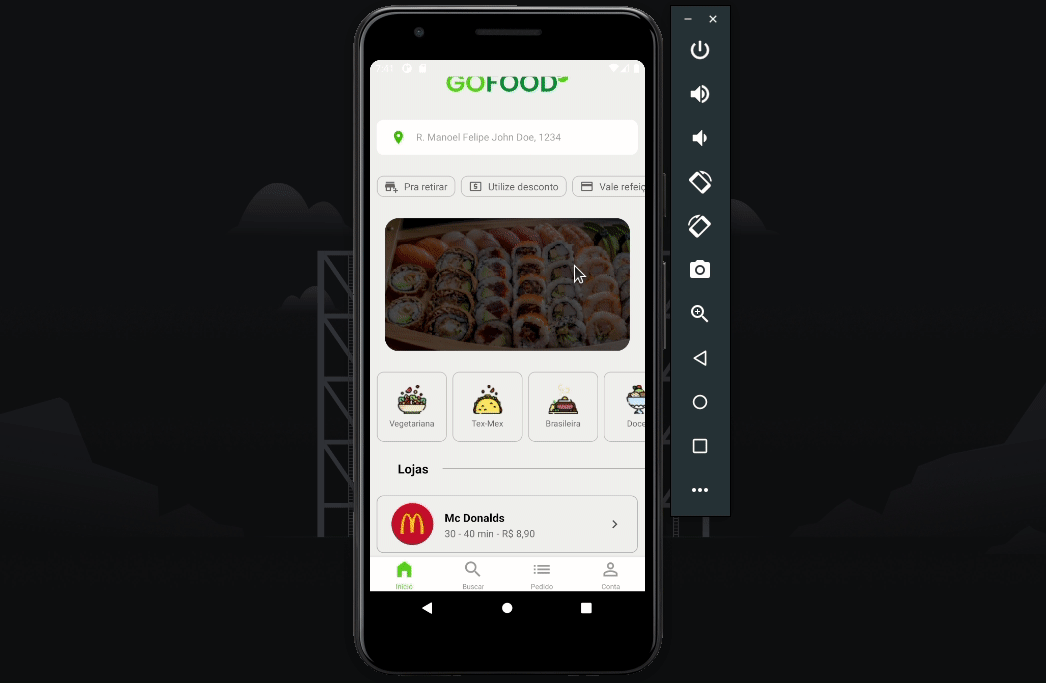 GOFOOD
R. Manoel Felipe John Doe, 1234
Pra retirar
Utilize desconto
Vale refeiç
Vegetariana
Tex-Mex
Brasileira
Doce
Lojas
Mc Donalds
30 - 40 min - R$ 8,90
Início
Buscar
Pedido
Conta